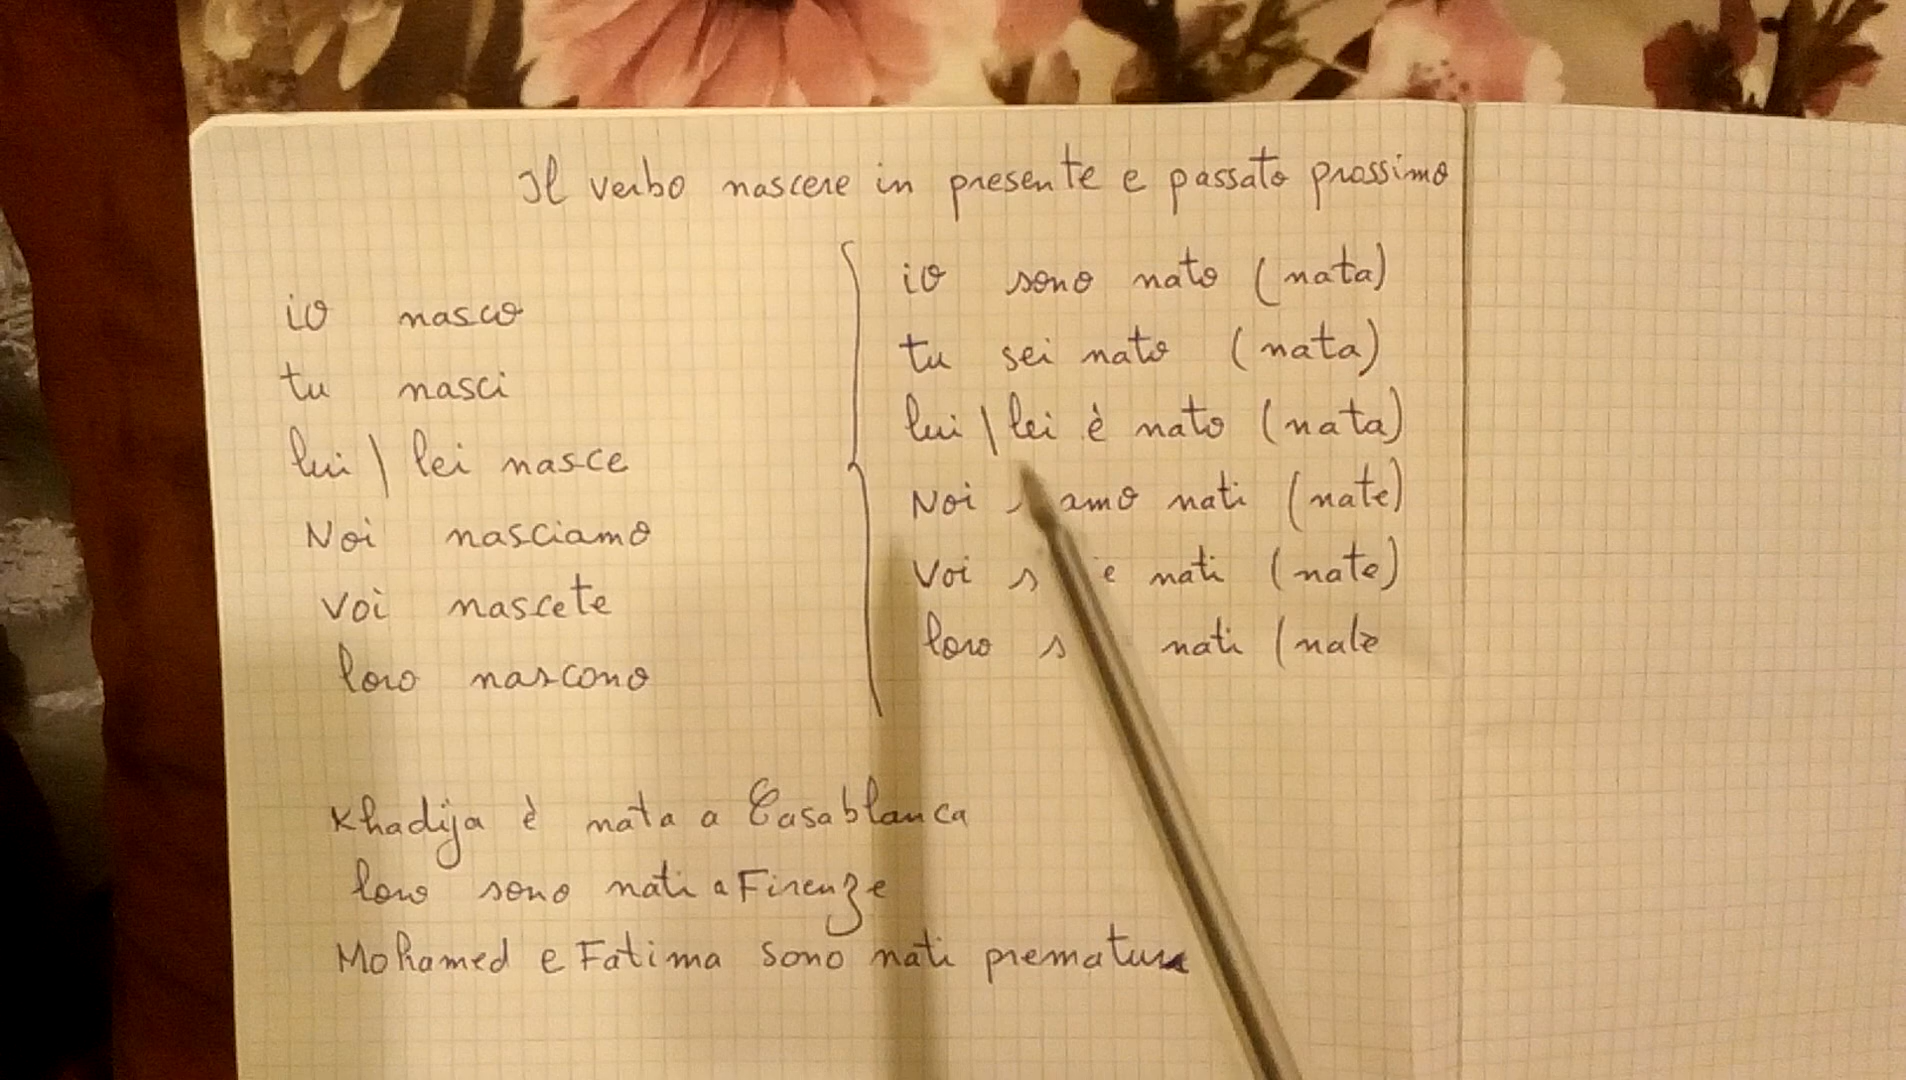 Il verbo nascere in presente e passato prossimo
io nasco
tu nasci
lui / lei nasce
Noi nasciamo
Voi nascete
loro nascono
io sono nato (nata)
tu sei nato (nata)
lui / lei è nato (nata)
Noi nati (nate)
Voi nati (nate)
loro nati (nate
Khadija è nata a Casablanca
loro sono nati a Firenze
Mohamed e Fatima sono nati